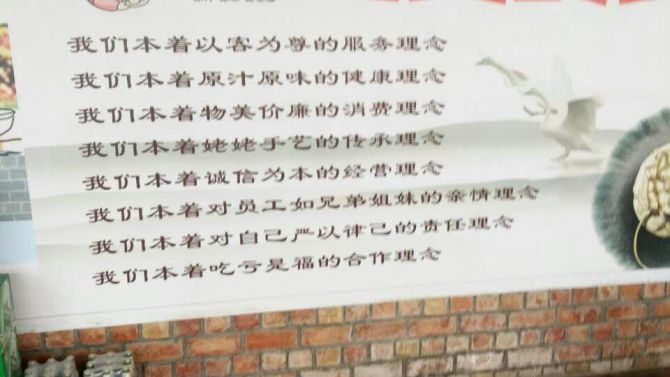 我们本着以客为尊的服务理念
我们本着原汁原味的健康理念
我们本着物美价廉的消费理念
我们本着姥姥手艺的传承理念
我们本着诚信为本的经营理念
我们本着对员工如兄弟姐妹的亲情理念
我们本着对自己严以律己的责任理念
我们本着吃亏是福的合作理念